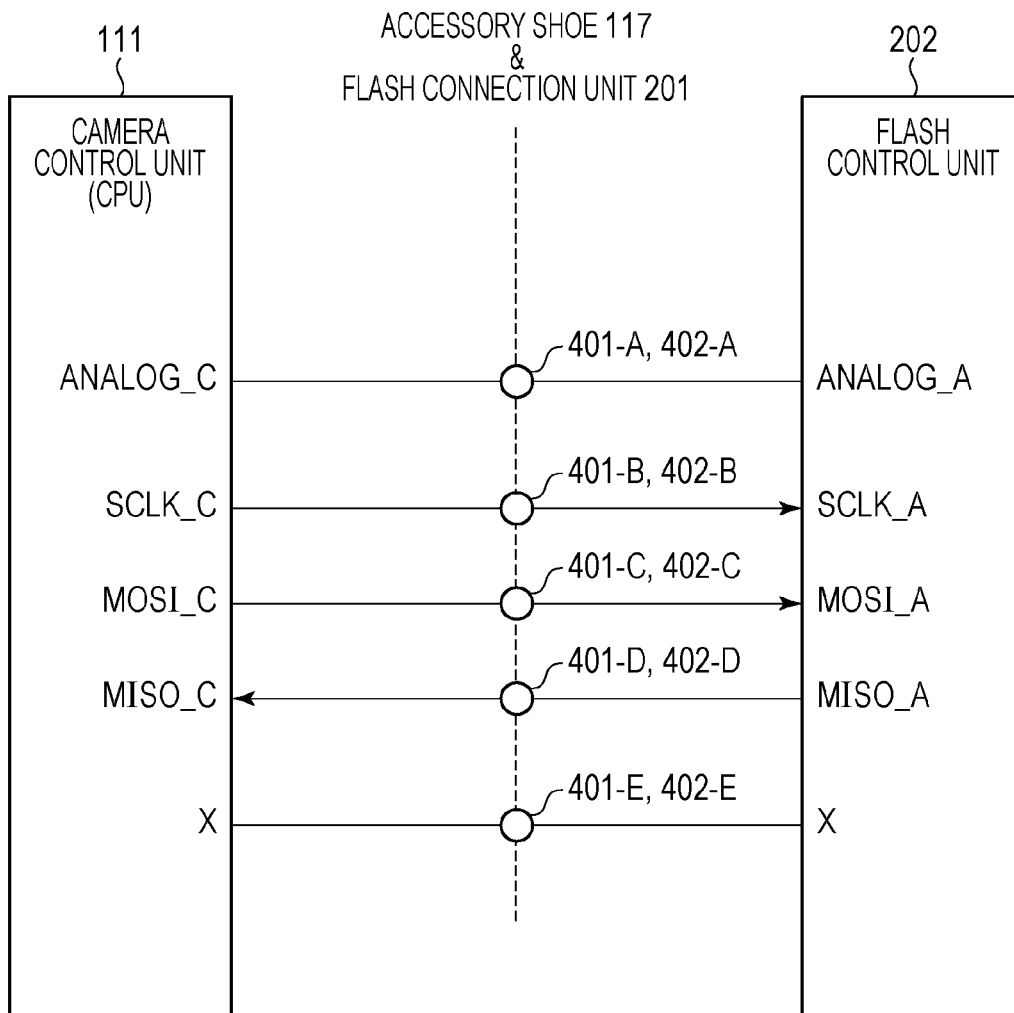 111
ACCESSORY SHOE 117
&
FLASH CONNECTION UNIT 201
202
CAMERA
CONTROL UNIT
(CPU)
FLASH
CONTROL UNIT
401-A, 402-A
ANALOG_C
ANALOG_A
401-B, 402-B
SCLK_C
SCLK_A
401-C, 402-C
MOSI_C
MOSI_A
401-D, 402-D
MISO_C
MISO_A
401-E, 402-E
X
X